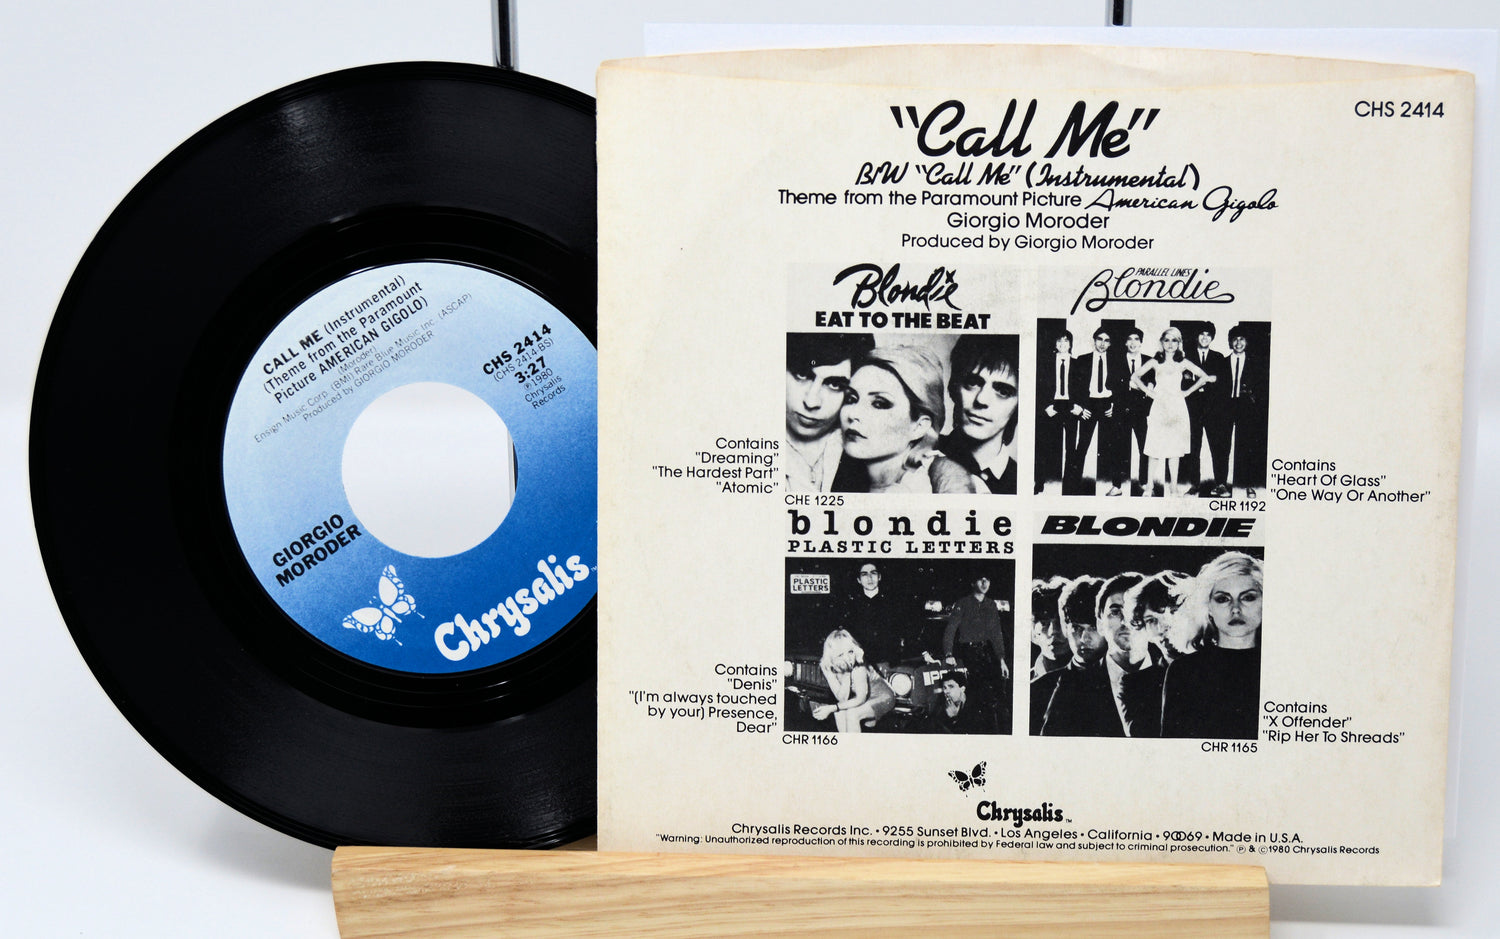 CALL ME (Instrumental)
(Theme from the Paramount
Picture AMERICAN GIGOLO)
(Moroder)
Ensign Music Corp. (BMI) Rare Blue Music, Inc. (ASCAP)
Produced by GIORGIO MORODER
CHS 2414
(CHS 2414 BS)
3:27
℗1980
Chrysalis
Records
GIORGIO
MORODER
Chrysalis™
CHS 2414
"Call Me"
B/W "Call Me" (Instrumental)
Theme from the Paramount Picture American Gigolo
Giorgio Moroder
Produced by Giorgio Moroder
Blondie
EAT TO THE BEAT
Contains
"Dreaming"
"The Hardest Part"
"Atomic"
CHE 1225
PARALLEL LINES
Blondie
Contains
"Heart Of Glass"
"One Way Or Another"
CHR 1192
blondie
PLASTIC LETTERS
PLASTIC
LETTERS
Contains
"Denis"
"(I'm always touched
by your) Presence,
Dear"
CHR 1166
BLONDIE
Contains
"X Offender"
"Rip Her To Shreads"
CHR 1165
Chrysalis™
Chrysalis Records Inc. • 9255 Sunset Blvd. • Los Angeles • California • 90069 • Made in U.S.A.
"Warning: Unauthorized reproduction of this recording is prohibited by Federal law and subject to criminal prosecution." ℗ & ©1980 Chrysalis Records